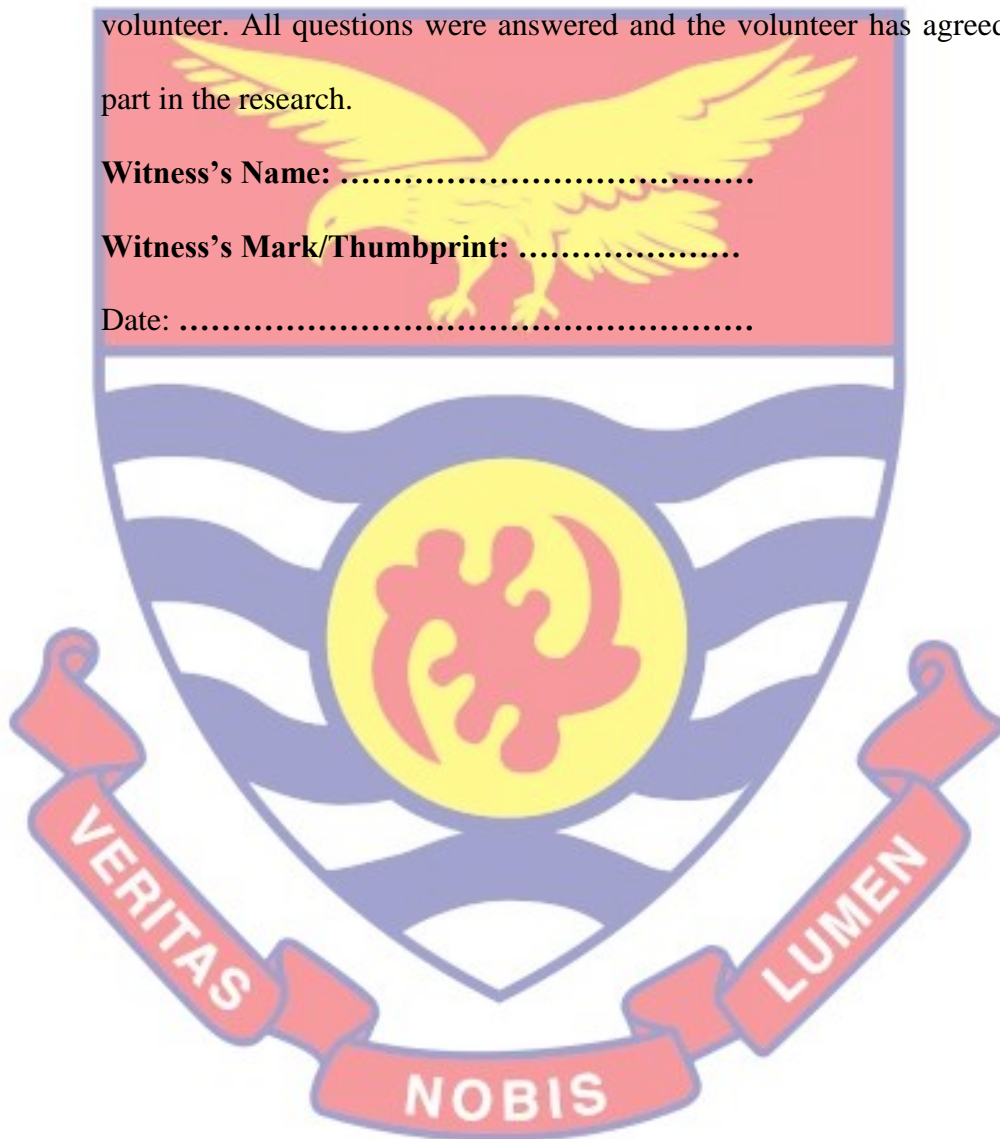 volunteer. All questions were answered and the volunteer has agreed
part in the research.
Witness’s Name: …………………………………
Witness’s Mark/Thumbprint: …………………
Date: ………………………………………………
VERITAS
NOBIS
LUMEN